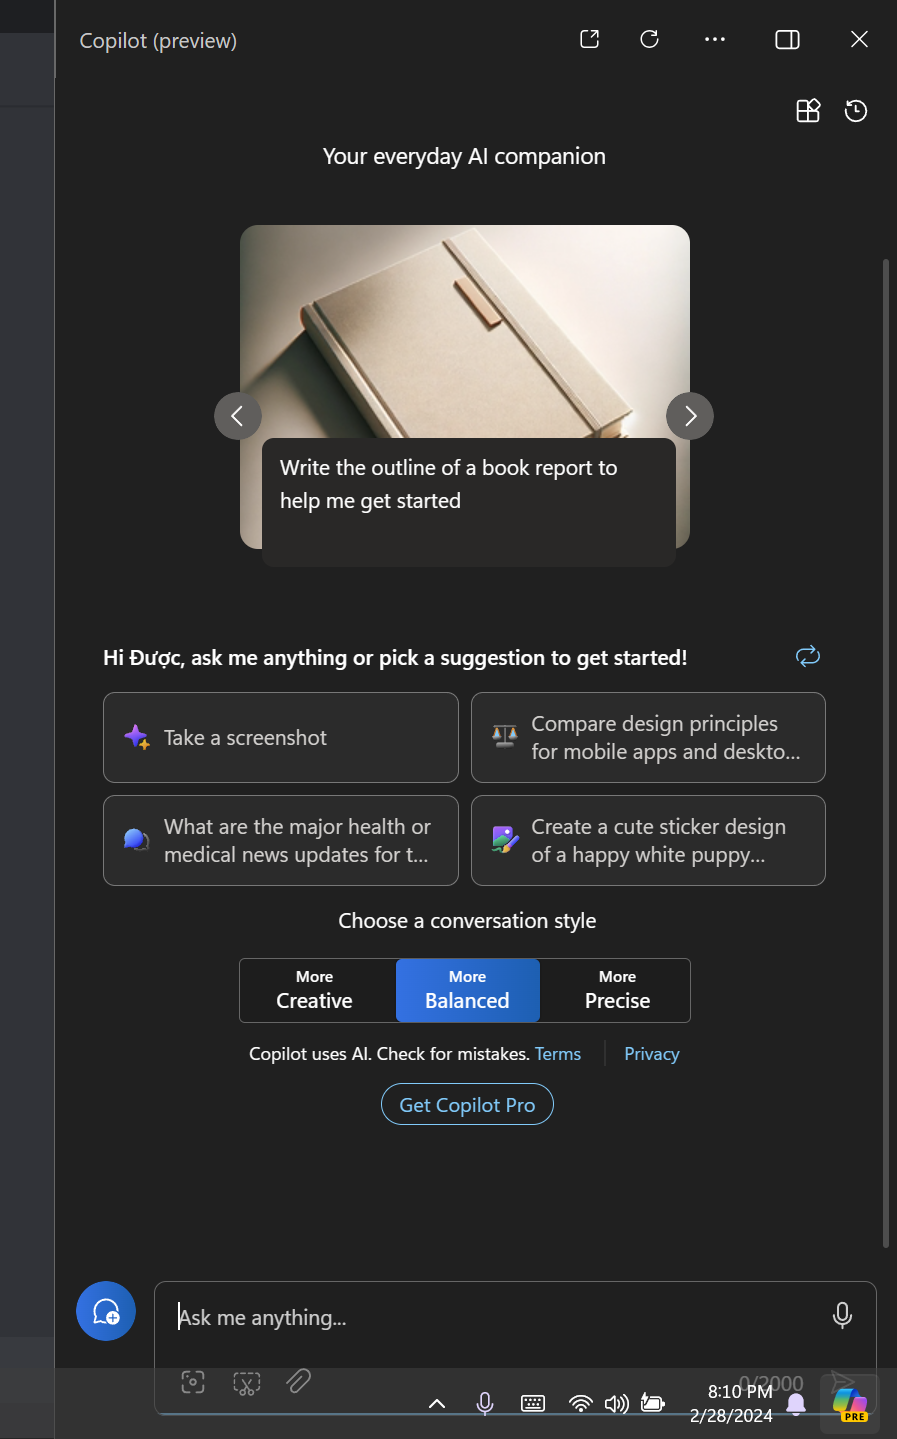 Copilot (preview)
Your everyday AI companion
Write the outline of a book report to
help me get started
Hi Được, ask me anything or pick a suggestion to get started!
Take a screenshot
Compare design principles
for mobile apps and deskto...
What are the major health or
medical news updates for t...
Create a cute sticker design
of a happy white puppy...
Choose a conversation style
More
Creative
More
Balanced
More
Precise
Copilot uses AI. Check for mistakes. Terms
Privacy
Get Copilot Pro
Ask me anything...
0/2000
8:10 PM
2/28/2024
PRE